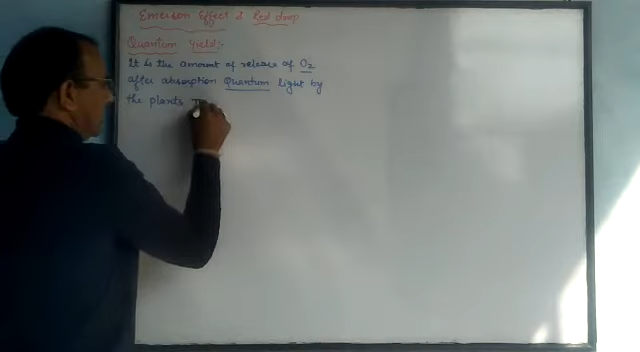 Emerson Effect & Red drop
Quantum Yield:-
It is the amount of release of O2
after absorption Quantum light by
the plants